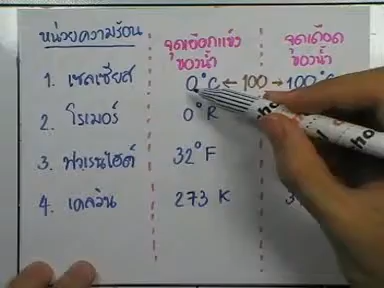 หน่วยความร้อน
จุดเยือกแข็ง
ของน้ำ
จุดเดือด
ของน้ำ
1. เซลเซียส 0°C ← 100 → 100°C
2. โรเมอร์ 0°R
3. ฟาเรนไฮต์ 32°F
4. เคลวิน 273 K